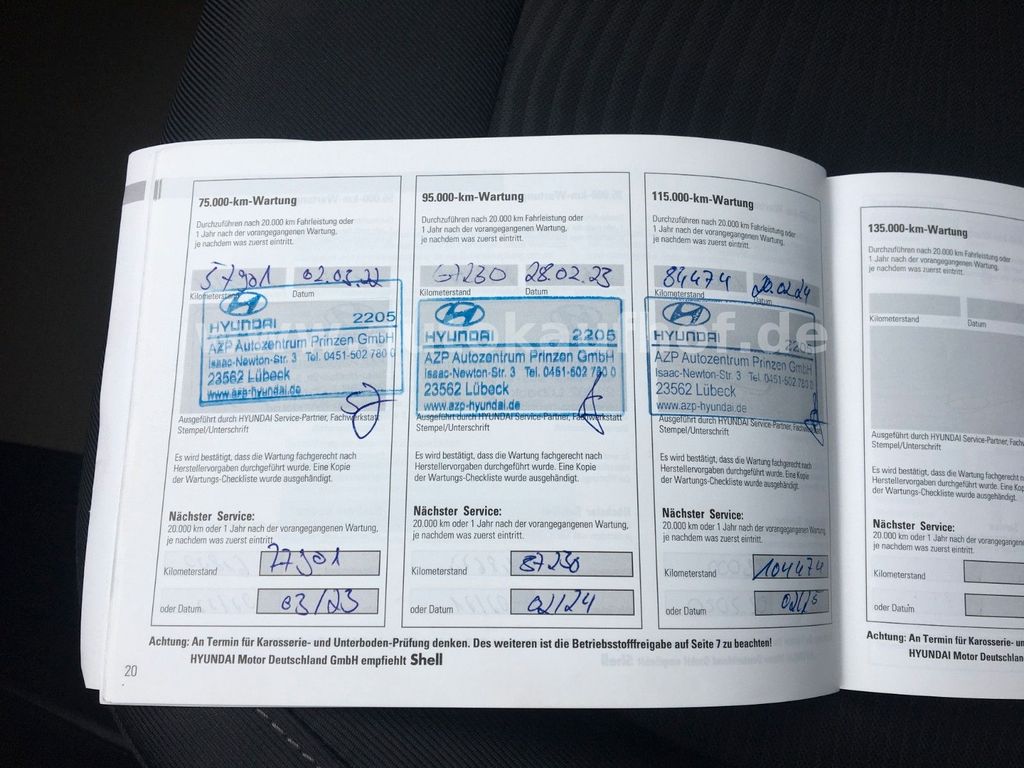 75.000-km-Wartung
Durchzuführen nach 20.000 km Fahrleistung oder
1 Jahr nach der vorangegangenen Wartung,
je nachdem was zuerst eintritt.
57901 02.03.22
Kilometerstand Datum
HYUNDAI 2205
AZP Autozentrum Prinzen GmbH
Isaac-Newton-Str. 3 Tel. 0451-502 780 0
23562 Lübeck
www.azp-hyundai.de
Ausgeführt durch HYUNDAI Service-Partner, Fachwerkstatt
Stempel/Unterschrift
Es wird bestätigt, dass die Wartung fachgerecht nach
Herstellervorgaben durchgeführt wurde. Eine Kopie
der Wartungs-Checkliste wurde ausgehändigt.
Nächster Service:
20.000 km oder 1 Jahr nach der vorangegangenen Wartung,
je nachdem was zuerst eintritt.
Kilometerstand 77901
oder Datum 03/23
95.000-km-Wartung
Durchzuführen nach 20.000 km Fahrleistung oder
1 Jahr nach der vorangegangenen Wartung,
je nachdem was zuerst eintritt.
67230 28.02.23
Kilometerstand Datum
HYUNDAI 2205
AZP Autozentrum Prinzen GmbH
Isaac-Newton-Str. 3 Tel. 0451-502 780 0
23562 Lübeck
www.azp-hyundai.de
Ausgeführt durch HYUNDAI Service-Partner, Fachwerkstatt
Stempel/Unterschrift
Es wird bestätigt, dass die Wartung fachgerecht nach
Herstellervorgaben durchgeführt wurde. Eine Kopie
der Wartungs-Checkliste wurde ausgehändigt.
Nächster Service:
20.000 km oder 1 Jahr nach der vorangegangenen Wartung,
je nachdem was zuerst eintritt.
Kilometerstand 87230
oder Datum 02/24
115.000-km-Wartung
Durchzuführen nach 20.000 km Fahrleistung oder
1 Jahr nach der vorangegangenen Wartung,
je nachdem was zuerst eintritt.
84474 20.02.24
Kilometerstand Datum
HYUNDAI 2205
AZP Autozentrum Prinzen GmbH
Isaac-Newton-Str. 3 Tel. 0451-502 780 0
23562 Lübeck
www.azp-hyundai.de
Ausgeführt durch HYUNDAI Service-Partner, Fachwerkstatt
Stempel/Unterschrift
Es wird bestätigt, dass die Wartung fachgerecht nach
Herstellervorgaben durchgeführt wurde. Eine Kopie
der Wartungs-Checkliste wurde ausgehändigt.
Nächster Service:
20.000 km oder 1 Jahr nach der vorangegangenen Wartung,
je nachdem was zuerst eintritt.
Kilometerstand 104474
oder Datum
Achtung: An Termin für Karosserie- und Unterboden-Prüfung denken. Des weiteren ist die Betriebsstofffreigabe auf Seite 7 zu beachten!
HYUNDAI Motor Deutschland GmbH empfiehlt Shell
20
135.000-km-Wartung
Durchzuführen nach 20.000 km Fahrleistung
1 Jahr nach der vorangegangenen Wartung,
je nachdem was zuerst eintritt.
Kilometerstand Datum
Ausgeführt durch HYUNDAI Service-Partner,
Stempel/Unterschrift
Es wird bestätigt, dass die Wartung fachgerecht
Herstellervorgaben durchgeführt wurde. Eine
der Wartungs-Checkliste wurde ausgehändigt.
Nächster Service:
20.000 km oder 1 Jahr nach der vorangegangenen
je nachdem was zuerst eintritt.
Kilometerstand
oder Datum
Achtung: An Termin für Karosserie- und
HYUNDAI Motor